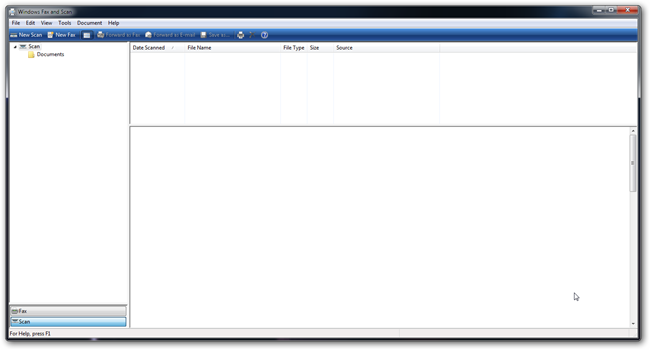 Windows Fax and Scan
File Edit View Tools Document Help
New Scan New Fax Forward as Fax Forward as E-mail Save as...
Scan
Documents
Date Scanned File Name File Type Size Source
Fax
Scan
For Help, press F1